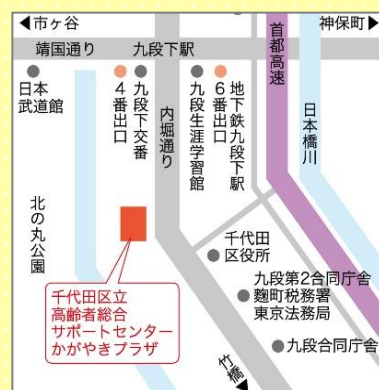 ◀市ヶ谷
神保町▶
靖国通り
九段下駅
首都高速
日本
武道館
4番出口
九段下交番
内堀通り
九段生涯学習館
6番出口
地下鉄九段下駅
日本橋川
北の丸公園
千代田
区役所
千代田区立
高齢者総合
サポートセンター
かがやきプラザ
九段第2合同庁舎
麴町税務署
東京法務局
九段合同庁舎
竹橋